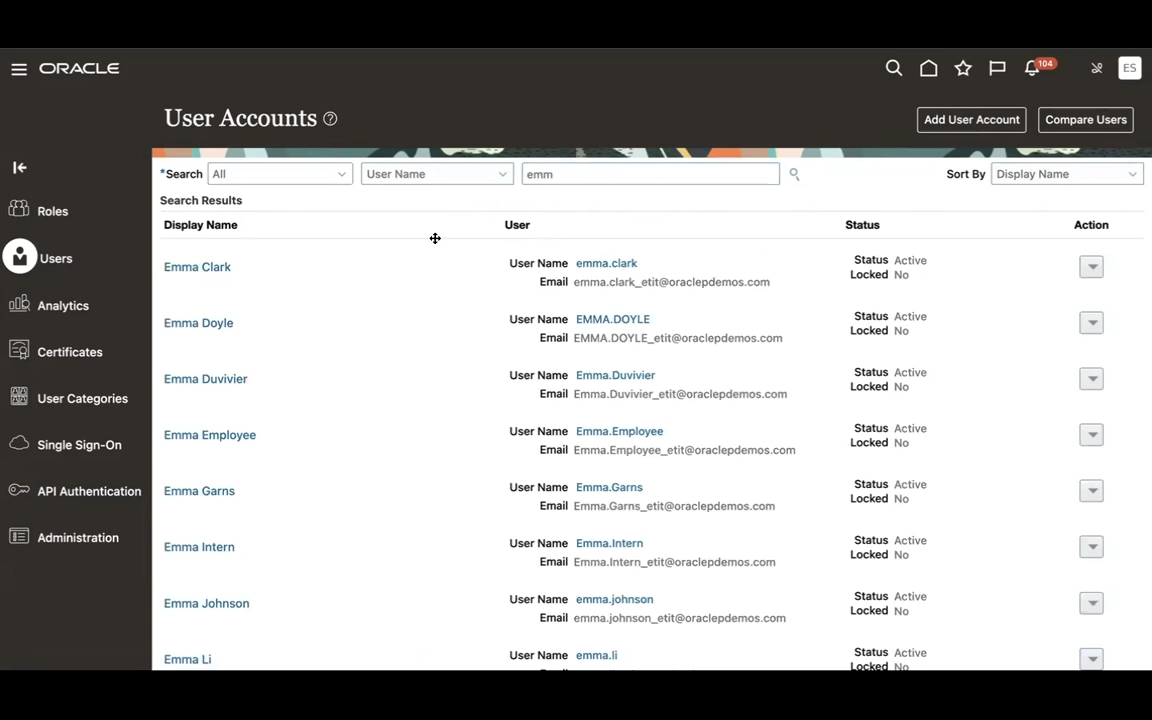 ORACLE
104
ES
User Accounts
Add User Account
Compare Users
*Search All User Name emm
Sort By Display Name
Search Results
Display Name User Status Action
Roles
Users
Analytics
Certificates
User Categories
Single Sign-On
API Authentication
Administration
Emma Clark
User Name emma.clark
Email emma.clark_etit@oraclepdemos.com
Status Active
Locked No
Emma Doyle
User Name EMMA.DOYLE
Email EMMA.DOYLE_etit@oraclepdemos.com
Status Active
Locked No
Emma Duvivier
User Name Emma.Duvivier
Email Emma.Duvivier_etit@oraclepdemos.com
Status Active
Locked No
Emma Employee
User Name Emma.Employee
Email Emma.Employee_etit@oraclepdemos.com
Status Active
Locked No
Emma Garns
User Name Emma.Garns
Email Emma.Garns_etit@oraclepdemos.com
Status Active
Locked No
Emma Intern
User Name Emma.Intern
Email Emma.Intern_etit@oraclepdemos.com
Status Active
Locked No
Emma Johnson
User Name emma.johnson
Email emma.johnson_etit@oraclepdemos.com
Status Active
Locked No
Emma Li
User Name emma.li
Status Active
Locked No